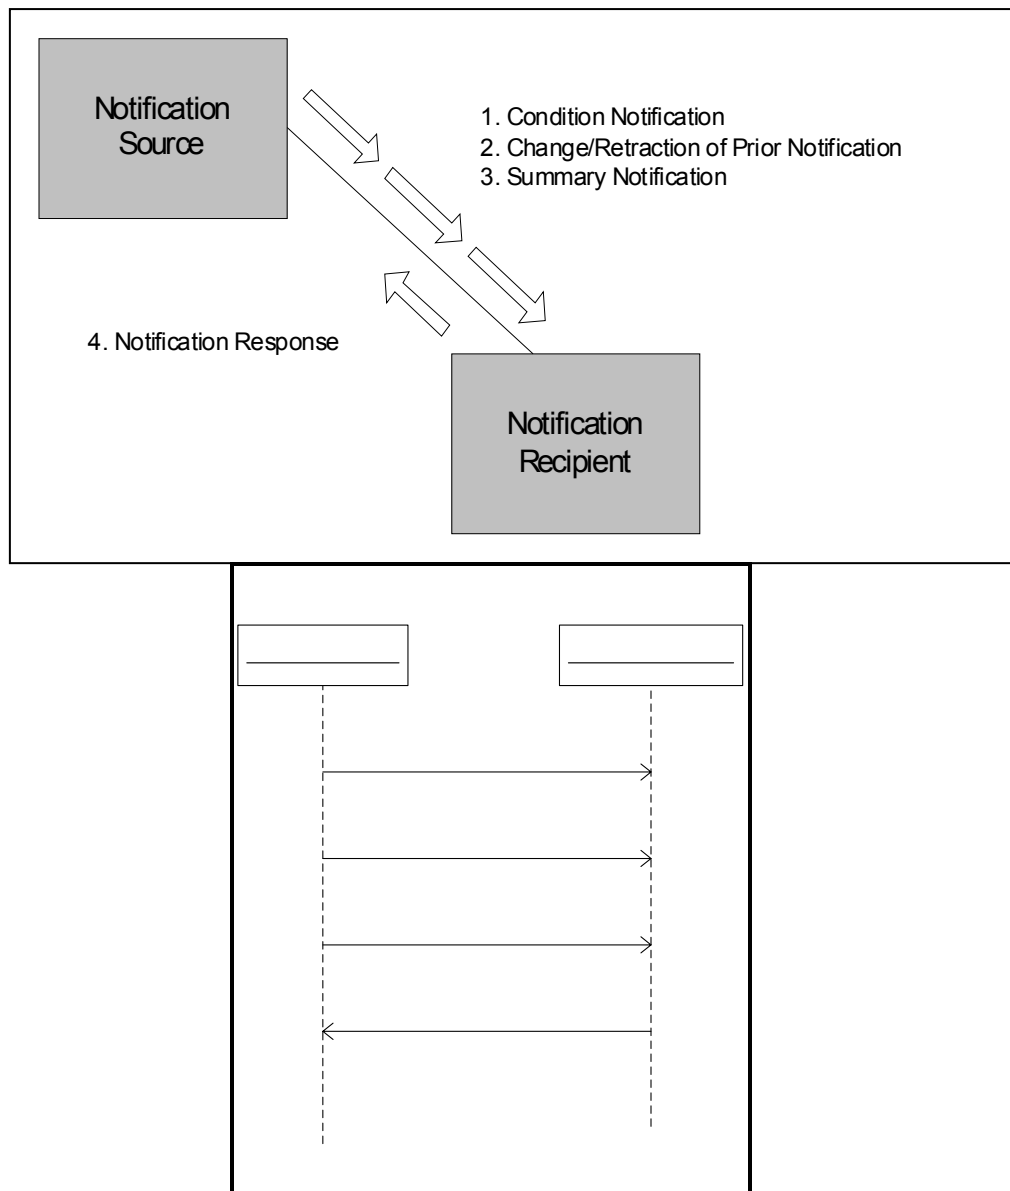 Notification
Source
1. Condition Notification
2. Change/Retraction of Prior Notification
3. Summary Notification
4. Notification Response
Notification
Recipient